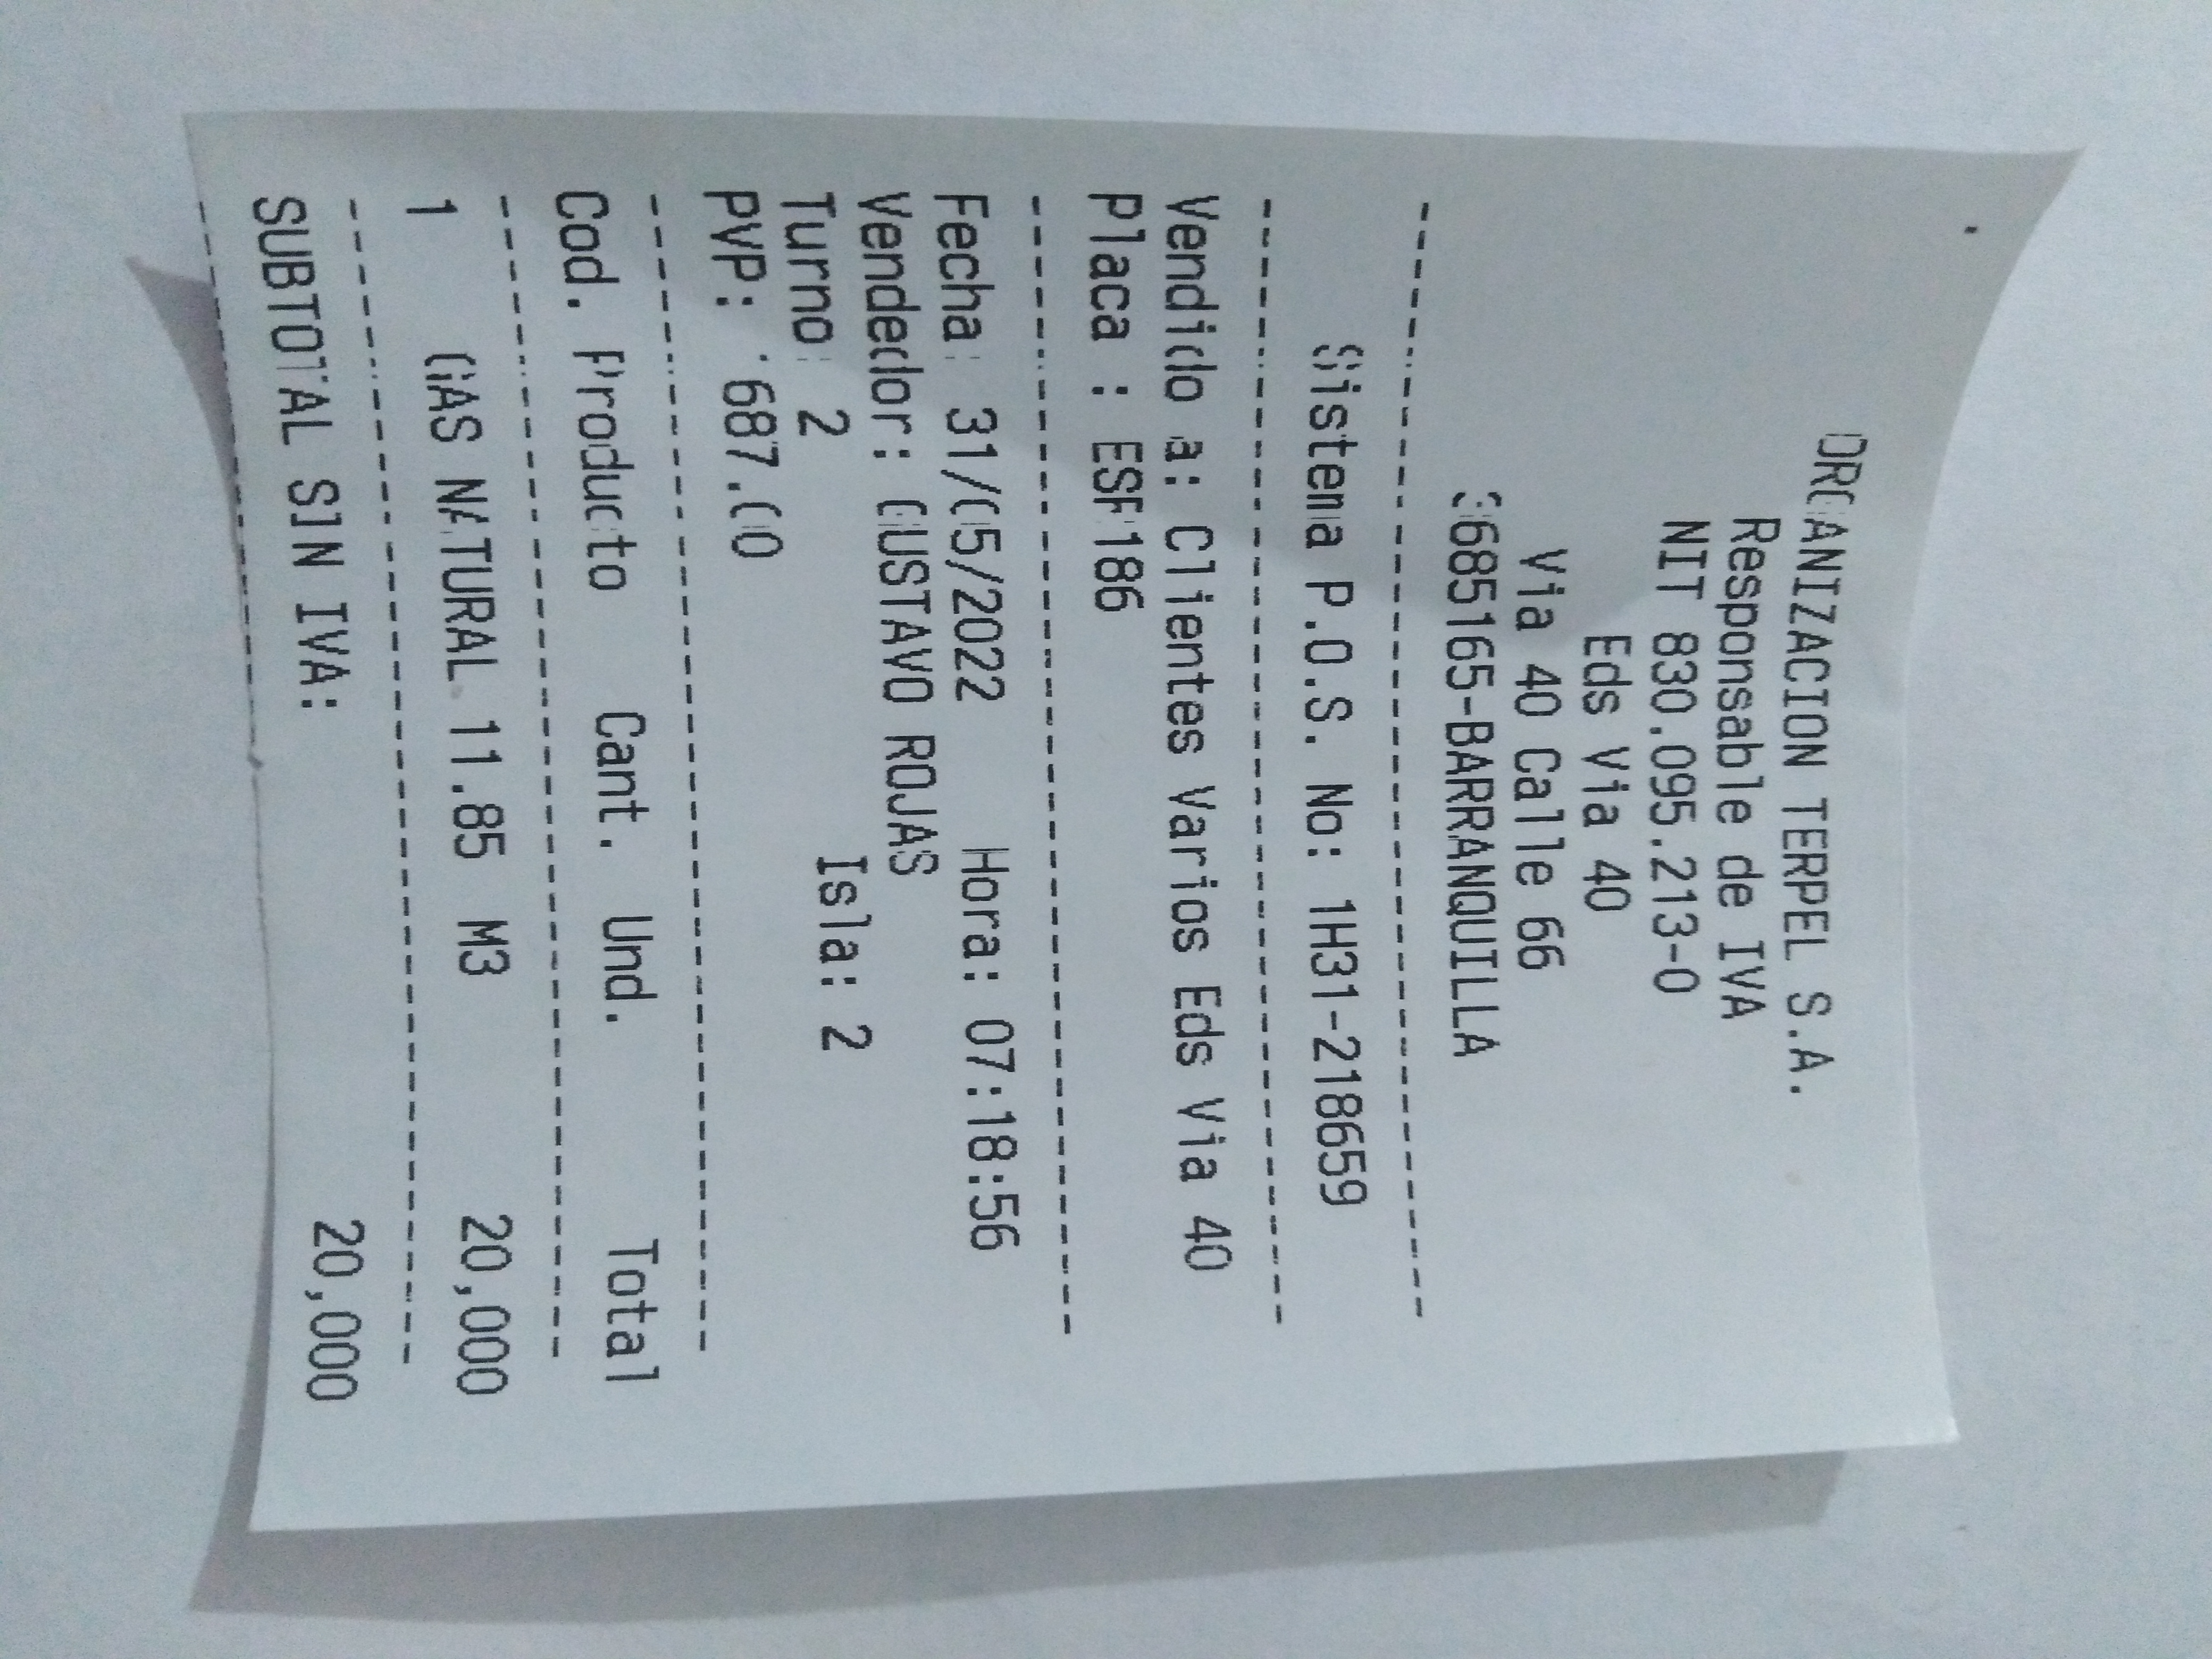 ORGANIZACION TERPEL S.A.
Responsable de IVA
NIT 830.095.213-0
Eds Via 40
Via 40 Calle 66
3685165-BARRANQUILLA
Sistema P.O.S. No: 1H31-218659
Vendido a: Clientes Varios Eds Via 40
Placa : ESF186
Fecha: 31/05/2022 Hora: 07:18:56
Vendedor: GUSTAVO ROJAS
Turno: 2 Isla: 2
PVP: 1687.00
Cod. Producto Cant. Und. Total
1 GAS NATURAL 11.85 M3 20,000
SUBTOTAL SIN IVA: 20,000